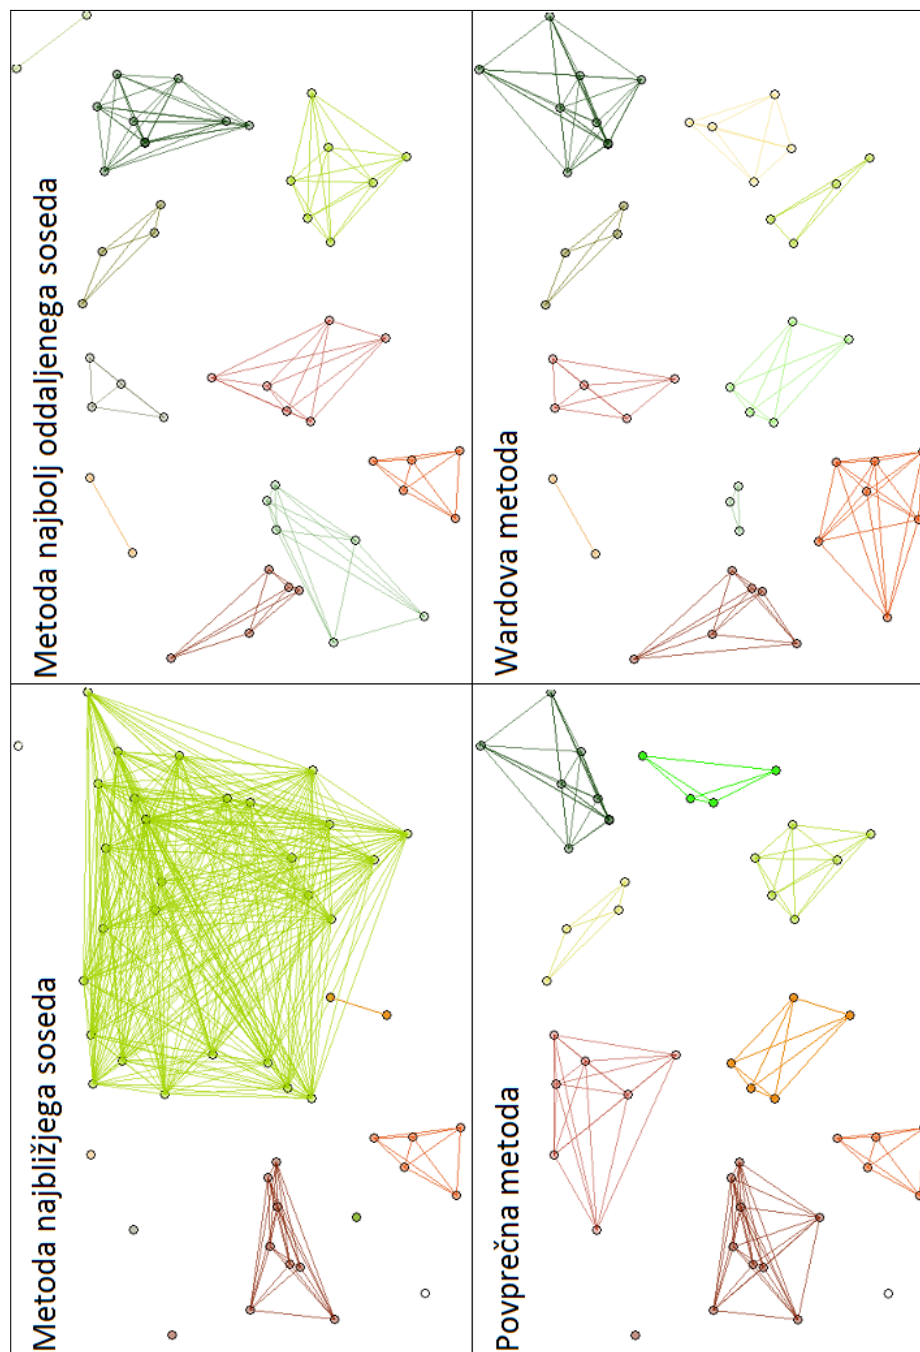 Metoda najbližjega soseda
Metoda najbolj oddaljenega soseda
Povprečna metoda
Wardova metoda